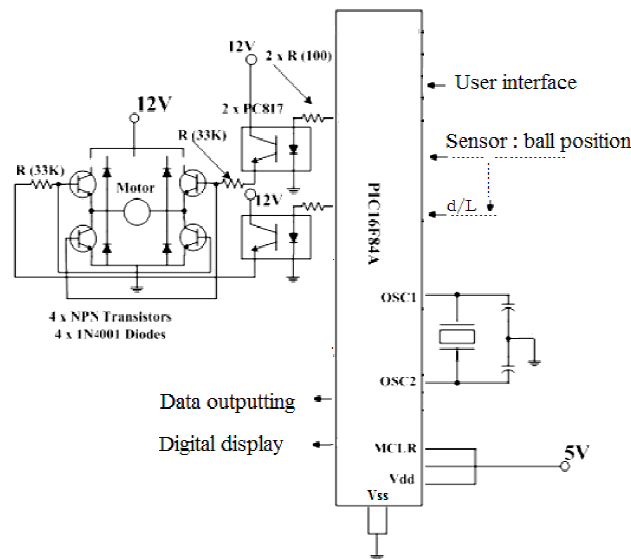 12V
2 x R (100)
User interface
12V
2 x PC817
R (33K)
Sensor : ball position
R (33K)
Motor
12V
d/L
PIC16F84A
OSC1
4 x NPN Transistors
4 x 1N4001 Diodes
OSC2
Data outputting
Digital display
MCLR
5V
Vdd
Vss